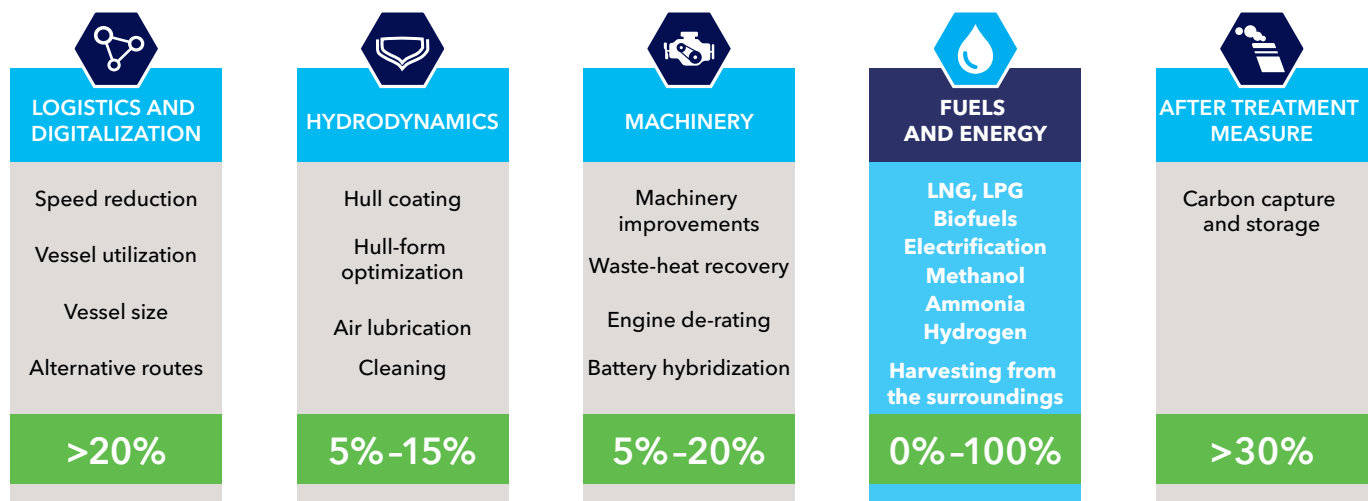 LOGISTICS AND
DIGITALIZATION
Speed reduction
Vessel utilization
Vessel size
Alternative routes
>20%
HYDRODYNAMICS
Hull coating
Hull-form
optimization
Air lubrication
Cleaning
5%–15%
MACHINERY
Machinery
improvements
Waste-heat recovery
Engine de-rating
Battery hybridization
5%–20%
FUELS
AND ENERGY
LNG, LPG
Biofuels
Electrification
Methanol
Ammonia
Hydrogen
Harvesting from
the surroundings
0%–100%
AFTER TREATMENT
MEASURE
Carbon capture
and storage
>30%